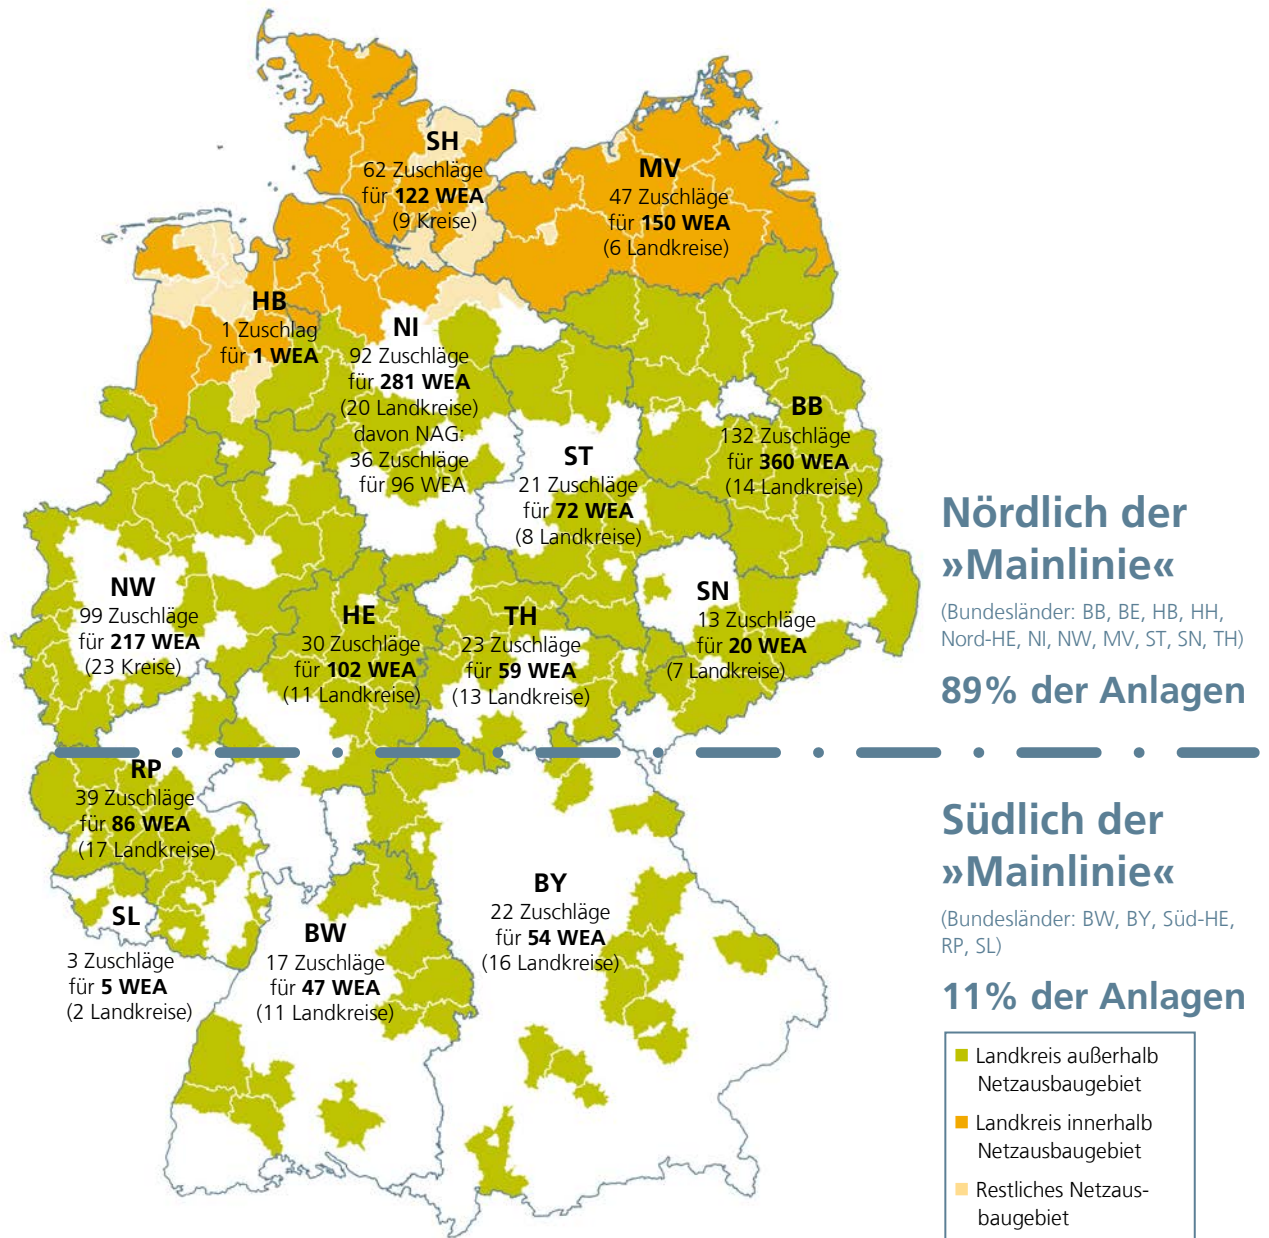 SH
62 Zuschläge
für 122 WEA
(9 Kreise)
MV
47 Zuschläge
für 150 WEA
(6 Landkreise)
HB
1 Zuschlag
für 1 WEA
NI
92 Zuschläge
für 281 WEA
(20 Landkreise)
davon NAG:
36 Zuschläge
für 96 WEA
ST
21 Zuschläge
für 72 WEA
(8 Landkreise)
BB
132 Zuschläge
für 360 WEA
(14 Landkreise)
NW
99 Zuschläge
für 217 WEA
(23 Kreise)
HE
30 Zuschläge
für 102 WEA
(11 Landkreise)
TH
23 Zuschläge
für 59 WEA
(13 Landkreise)
SN
13 Zuschläge
für 20 WEA
(7 Landkreise)
Nördlich der
»Mainlinie«
(Bundesländer: BB, BE, HB, HH,
Nord-HE, NI, NW, MV, ST, SN, TH)
89% der Anlagen
RP
39 Zuschläge
für 86 WEA
(17 Landkreise)
SL
3 Zuschläge
für 5 WEA
(2 Landkreise)
BW
17 Zuschläge
für 47 WEA
(11 Landkreise)
BY
22 Zuschläge
für 54 WEA
(16 Landkreise)
Südlich der
»Mainlinie«
(Bundesländer: BW, BY, Süd-HE,
RP, SL)
11% der Anlagen
Landkreis außerhalb
Netzausbaugebiet
Landkreis innerhalb
Netzausbaugebiet
Restliches Netzaus-
baugebiet